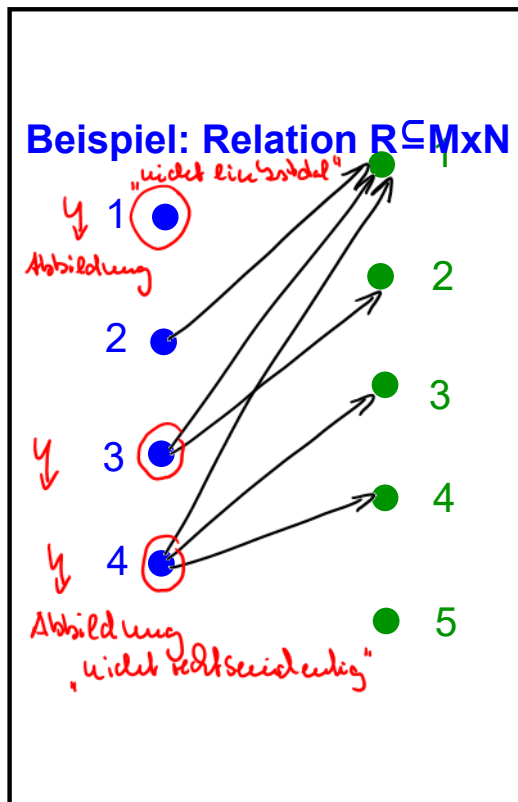 Beispiel: Relation R⊆MxN
"nicht linkstotal"
1
1
Abbildung
2
2
3
3
4
4
Abbildung
5
"nicht rechtseindeutig"